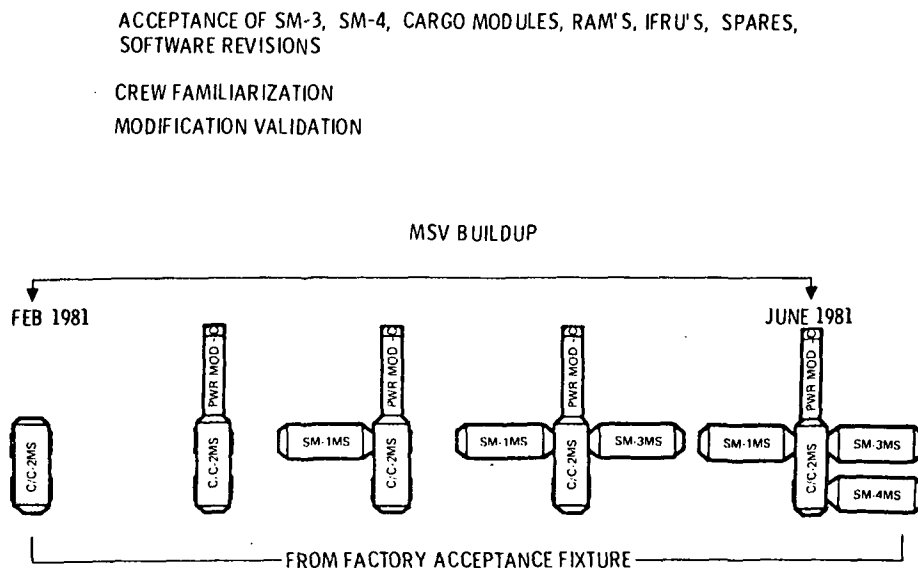 ACCEPTANCE OF SM-3, SM-4, CARGO MODULES, RAM'S, IFRU'S, SPARES,
SOFTWARE REVISIONS
CREW FAMILIARIZATION
MODIFICATION VALIDATION
MSV BUILDUP
FEB 1981
JUNE 1981
C/C-2MS
PWR MOD
C/C-2MS
SM-1MS
PWR MOD
C/C-2MS
SM-1MS
PWR MOD
C/C-2MS
SM-3MS
SM-1MS
PWR MOD
C/C-2MS
SM-3MS
SM-4MS
FROM FACTORY ACCEPTANCE FIXTURE